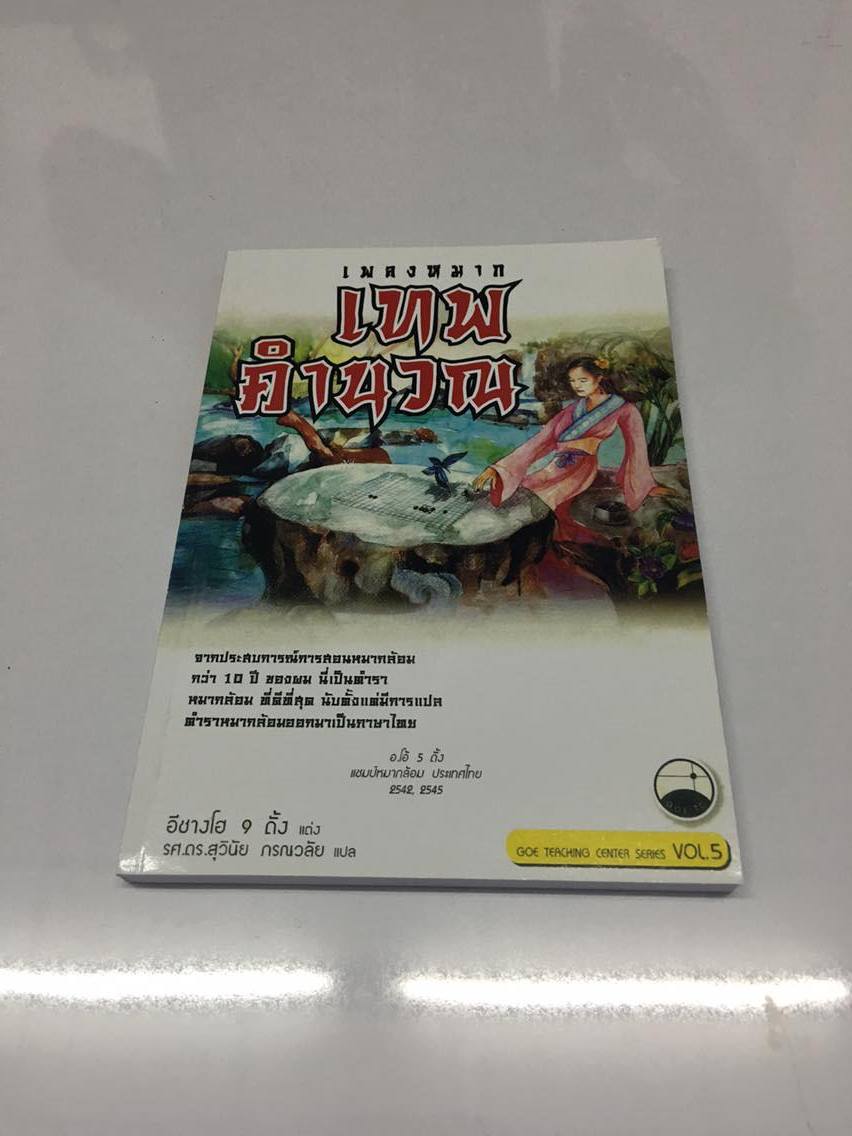 เพลงหมาก
เทพ
คำนวณ
จากประสบการณ์การสอนหมากล้อม
กว่า 10 ปี ของผม นี่เป็นตำรา
หมากล้อม ที่ดีที่สุด นับตั้งแต่มีการแปล
ตำราหมากล้อมออกมาเป็นภาษาไทย
อ.โอ้ 5 ดั้ง
แชมป์หมากล้อม ประเทศไทย
2542, 2545
อีชางโฮ 9 ดั้ง แต่ง
รศ.ดร.สุวินัย ภรณวลัย แปล
GOE TEACHING CENTER SERIES VOL.5